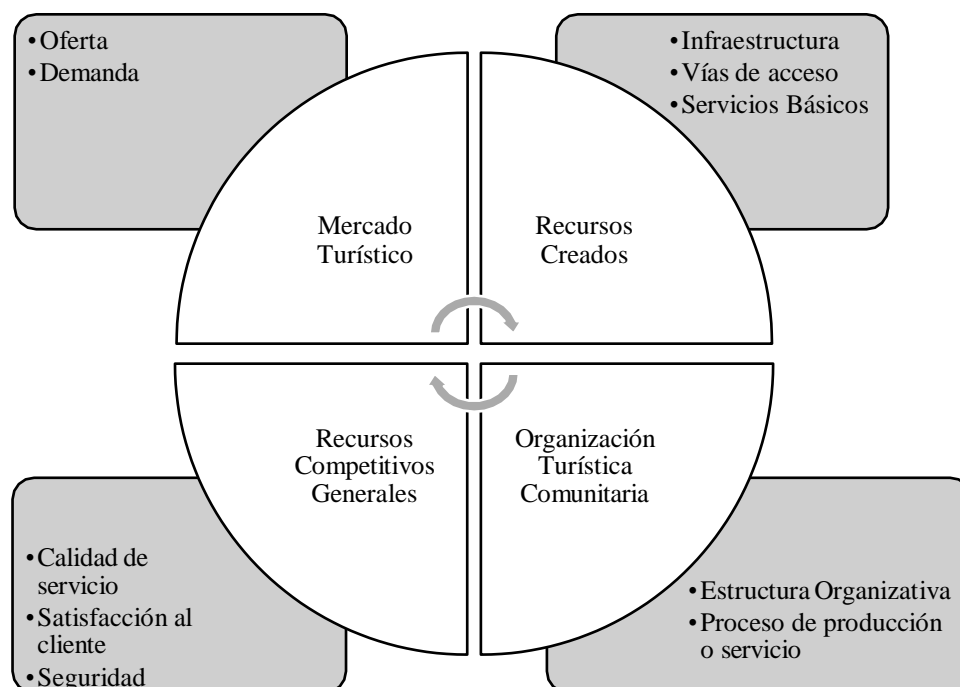 • Oferta
• Demanda
• Infraestructura
• Vías de acceso
• Servicios Básicos
Mercado
Turístico
Recursos
Creados
Recursos
Competitivos
Generales
Organización
Turística
Comunitaria
• Calidad de
servicio
• Satisfacción al
cliente
• Seguridad
• Estructura Organizativa
• Proceso de producción
o servicio